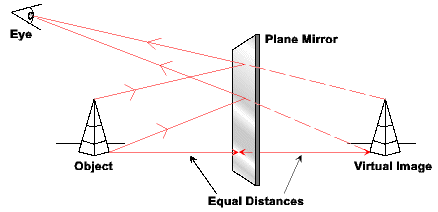 Eye
Plane Mirror
Object
Virtual Image
Equal Distances